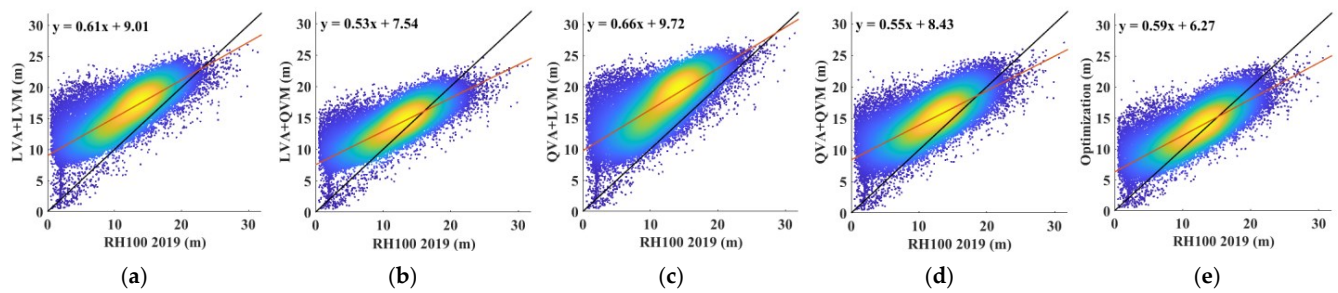 y = 0.61x + 9.01
LVA+LVM (m)
30
25
20
15
10
5
0
0 10 20 30
RH100 2019 (m)
(a)
y = 0.53x + 7.54
LVA+QVM (m)
30
25
20
15
10
5
0
0 10 20 30
RH100 2019 (m)
(b)
y = 0.66x + 9.72
QVA+LVM (m)
30
25
20
15
10
5
0
0 10 20 30
RH100 2019 (m)
(c)
y = 0.55x + 8.43
QVA+QVM (m)
30
25
20
15
10
5
0
0 10 20 30
RH100 2019 (m)
(d)
y = 0.59x + 6.27
Optimization (m)
30
25
20
15
10
5
0
0 10 20 30
RH100 2019 (m)
(e)